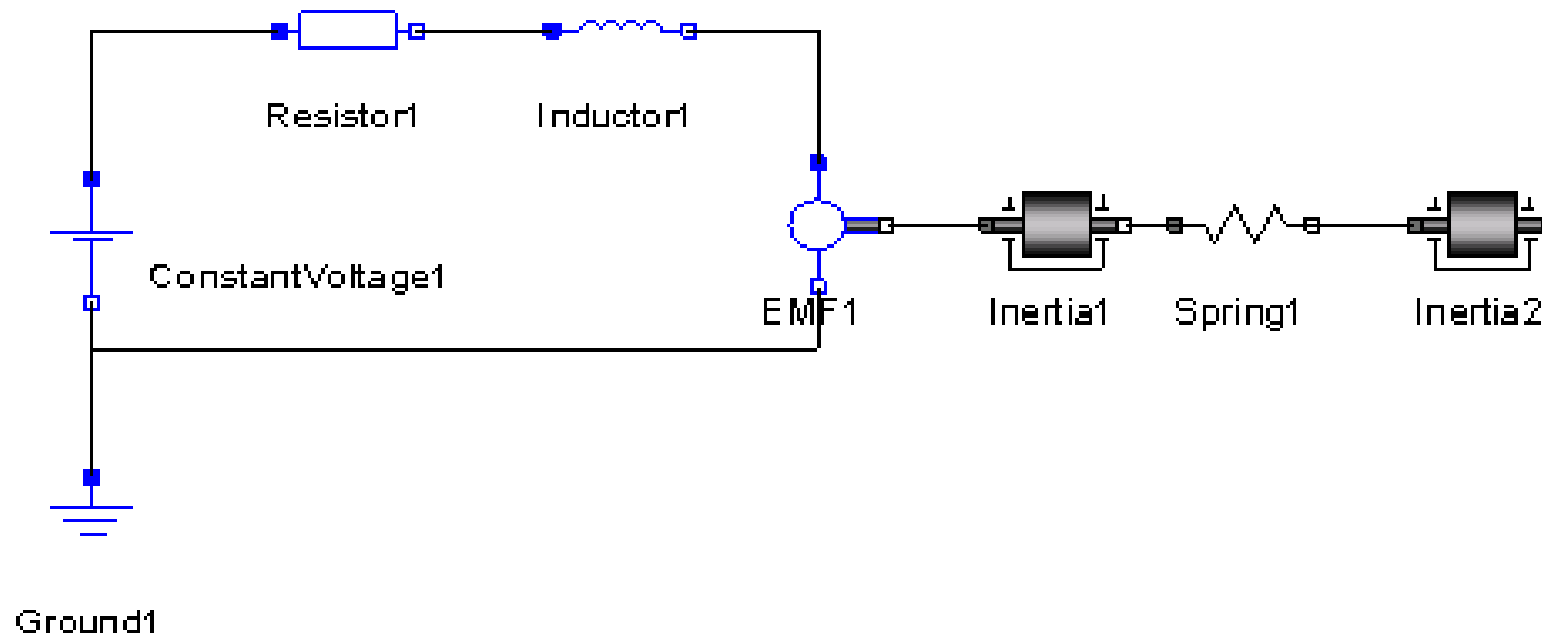 Resistor1
Inductor1
ConstantVoltage1
EMF1
Inertia1
Spring1
Inertia2
Ground1